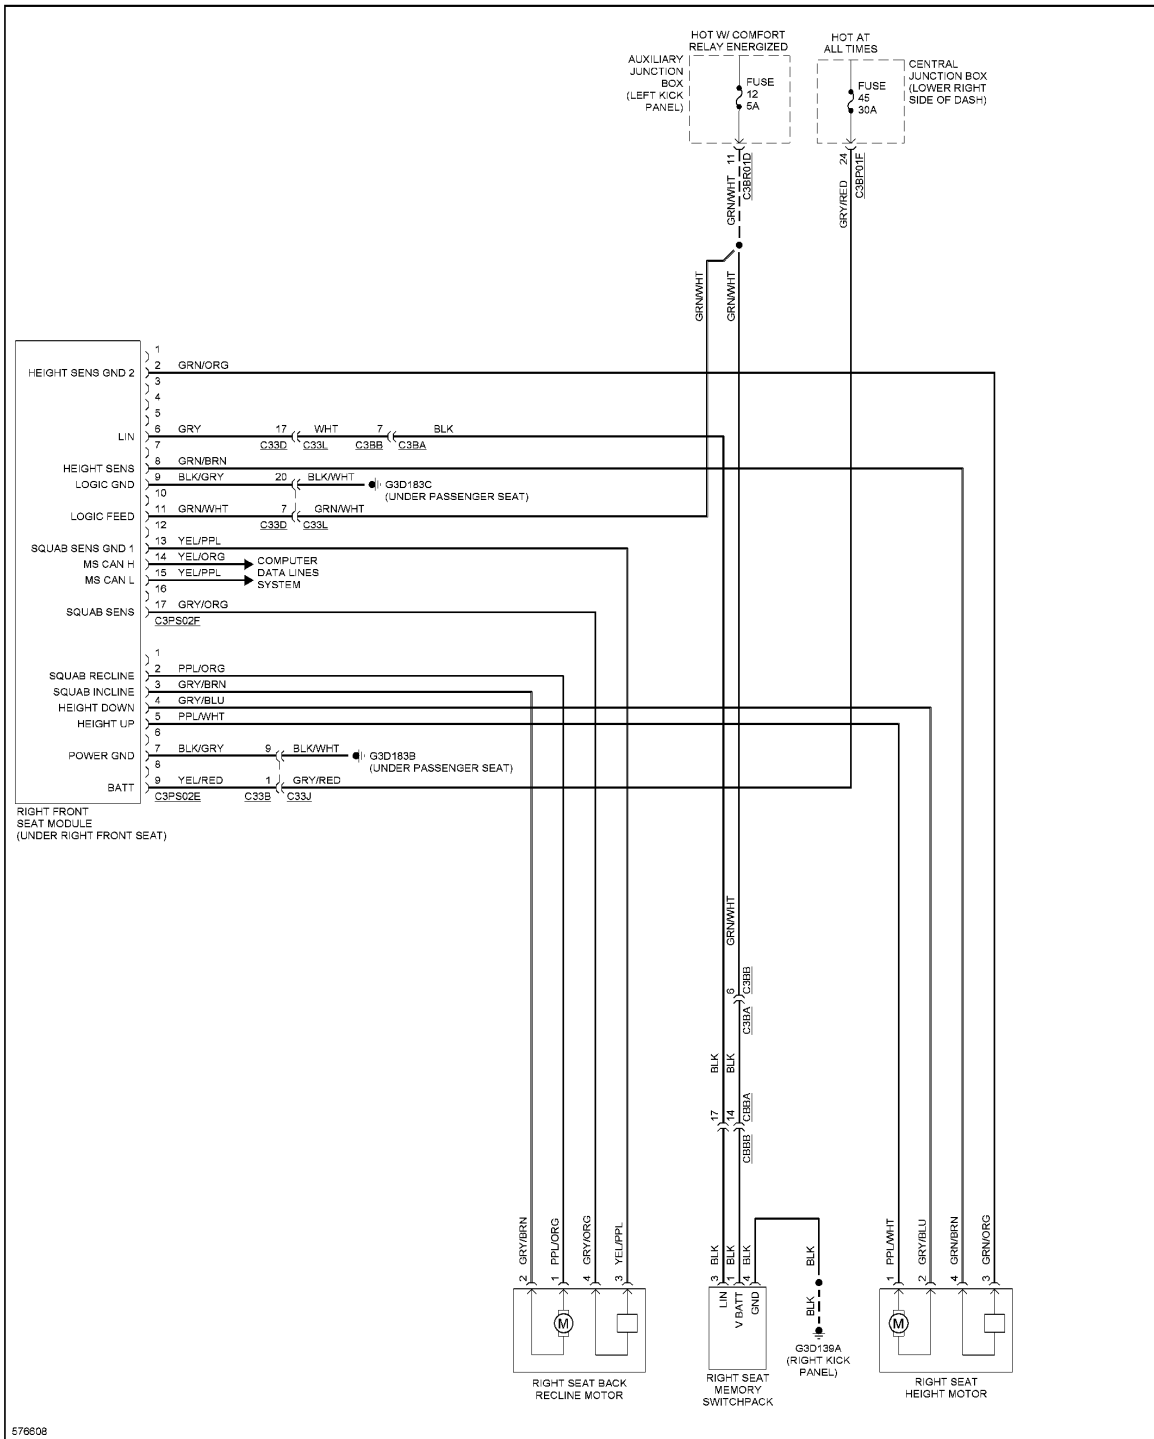 HOT W/ COMFORT
RELAY ENERGIZED
HOT AT
ALL TIMES
AUXILIARY
JUNCTION
BOX
(LEFT KICK
PANEL)
FUSE
12
5A
FUSE
45
30A
CENTRAL
JUNCTION BOX
(LOWER RIGHT
SIDE OF DASH)
11
C3BR01D
24
C3BP01F
GRN/WHT
GRY/RED
GRN/WHT
GRN/WHT
1
HEIGHT SENS GND 2
2
GRN/ORG
3
4
5
LIN
6
GRY
17
WHT
7
BLK
C33D
C33L
C3BB
C3BA
7
HEIGHT SENS
8
GRN/BRN
LOGIC GND
9
BLK/GRY
20
BLK/WHT
G3D183C
(UNDER PASSENGER SEAT)
10
LOGIC FEED
11
GRN/WHT
7
GRN/WHT
C33D
C33L
12
SQUAB SENS GND 1
13
YEL/PPL
MS CAN H
14
YEL/ORG
MS CAN L
15
YEL/PPL
COMPUTER
DATA LINES
SYSTEM
16
SQUAB SENS
17
GRY/ORG
C3PS02F
1
SQUAB RECLINE
2
PPL/ORG
SQUAB INCLINE
3
GRY/BRN
HEIGHT DOWN
4
GRY/BLU
HEIGHT UP
5
PPL/WHT
6
POWER GND
7
BLK/GRY
9
BLK/WHT
G3D183B
(UNDER PASSENGER SEAT)
8
BATT
9
YEL/RED
1
GRY/RED
C3PS02E
C33B
C33J
RIGHT FRONT
SEAT MODULE
(UNDER RIGHT FRONT SEAT)
GRN/WHT
6
C3BB
C3BA
BLK
BLK
17
14
CBBA
CBBB
2
GRY/BRN
1
PPL/ORG
4
GRY/ORG
3
YEL/PPL
3
BLK
1
BLK
4
BLK
BLK
1
PPL/WHT
2
GRY/BLU
4
GRN/BRN
3
GRN/ORG
M
LIN
V BATT
GND
BLK
M
G3D139A
(RIGHT KICK
PANEL)
RIGHT SEAT BACK
RECLINE MOTOR
RIGHT SEAT
MEMORY
SWITCHPACK
RIGHT SEAT
HEIGHT MOTOR
576608